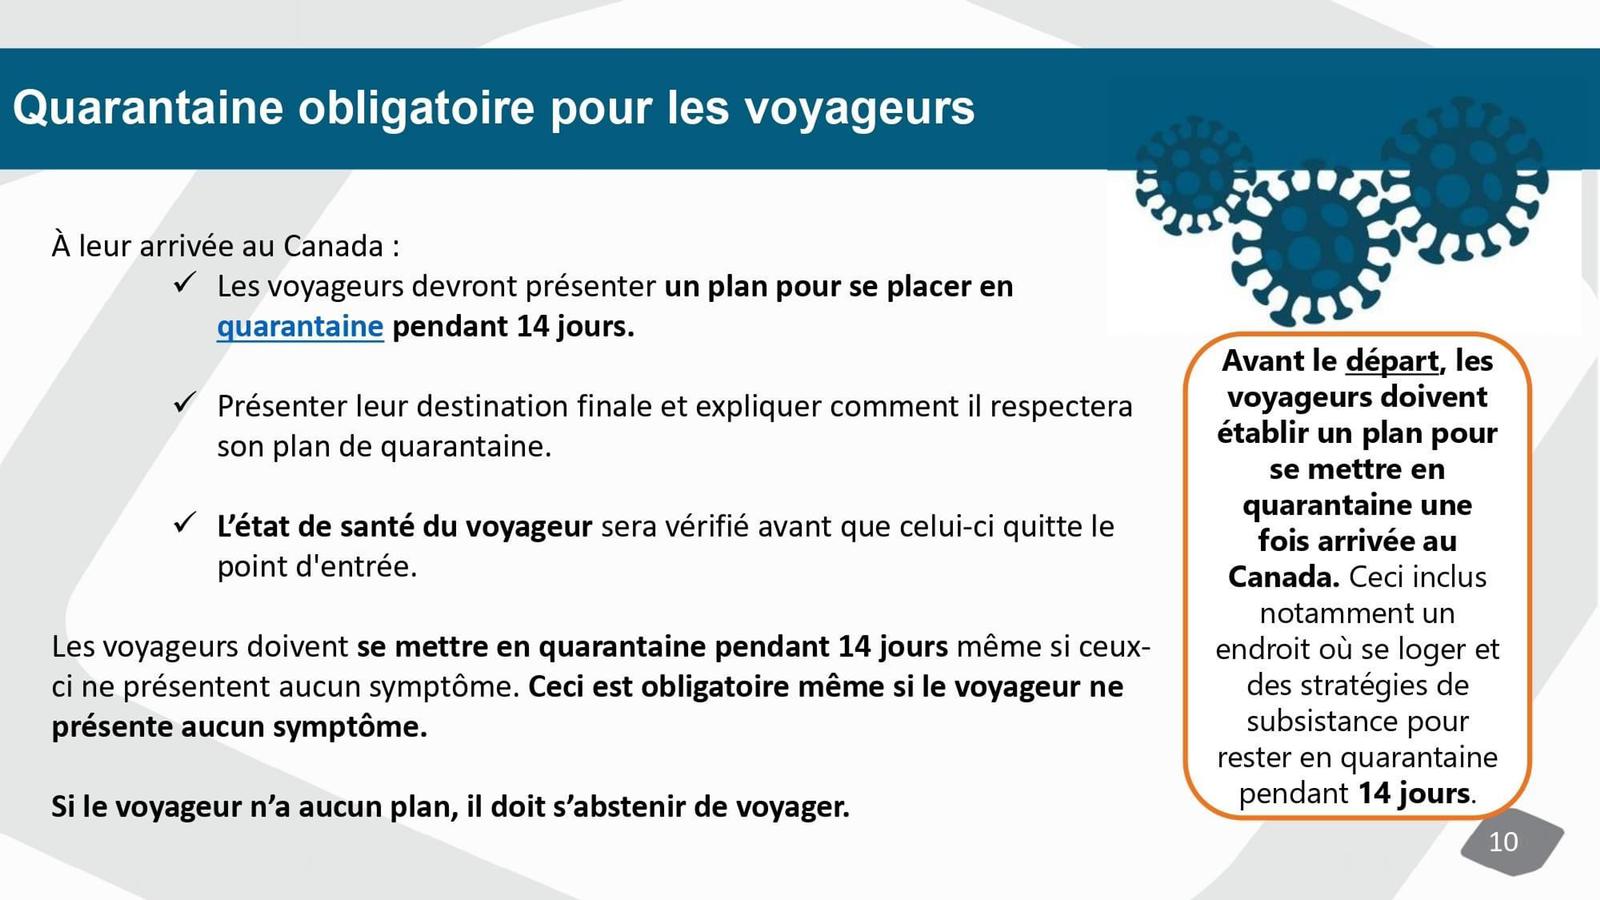 Quarantaine obligatoire pour les voyageurs
À leur arrivée au Canada :
✓ Les voyageurs devront présenter un plan pour se placer en
quarantaine pendant 14 jours.
✓ Présenter leur destination finale et expliquer comment il respectera
son plan de quarantaine.
✓ L’état de santé du voyageur sera vérifié avant que celui-ci quitte le
point d'entrée.
Les voyageurs doivent se mettre en quarantaine pendant 14 jours même si ceux-
ci ne présentent aucun symptôme. Ceci est obligatoire même si le voyageur ne
présente aucun symptôme.
Si le voyageur n’a aucun plan, il doit s’abstenir de voyager.
Avant le départ, les
voyageurs doivent
établir un plan pour
se mettre en
quarantaine une
fois arrivée au
Canada. Ceci inclus
notamment un
endroit où se loger et
des stratégies de
subsistance pour
rester en quarantaine
pendant 14 jours.
10